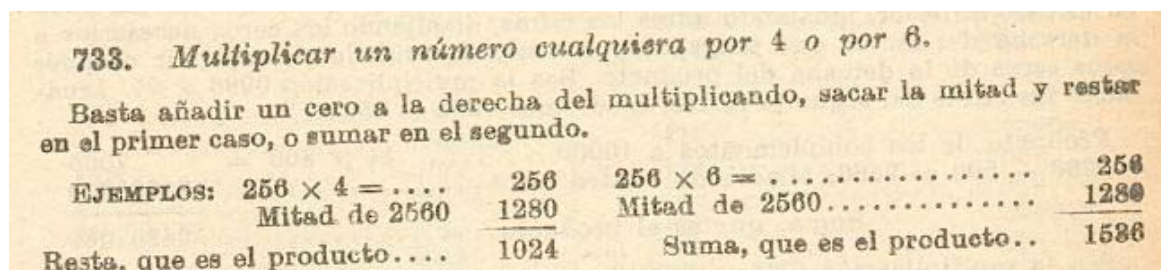 733. Multiplicar un número cualquiera por 4 o por 6.
Basta añadir un cero a la derecha del multiplicando, sacar la mitad y restar
en el primer caso, o sumar en el segundo.
EJEMPLOS: 256 × 4 = .... 256 256 × 6 = .................. 256
Mitad de 2560 1280 Mitad de 2560............... 1280
Resta, que es el producto.... 1024 Suma, que es el producto.. 1536